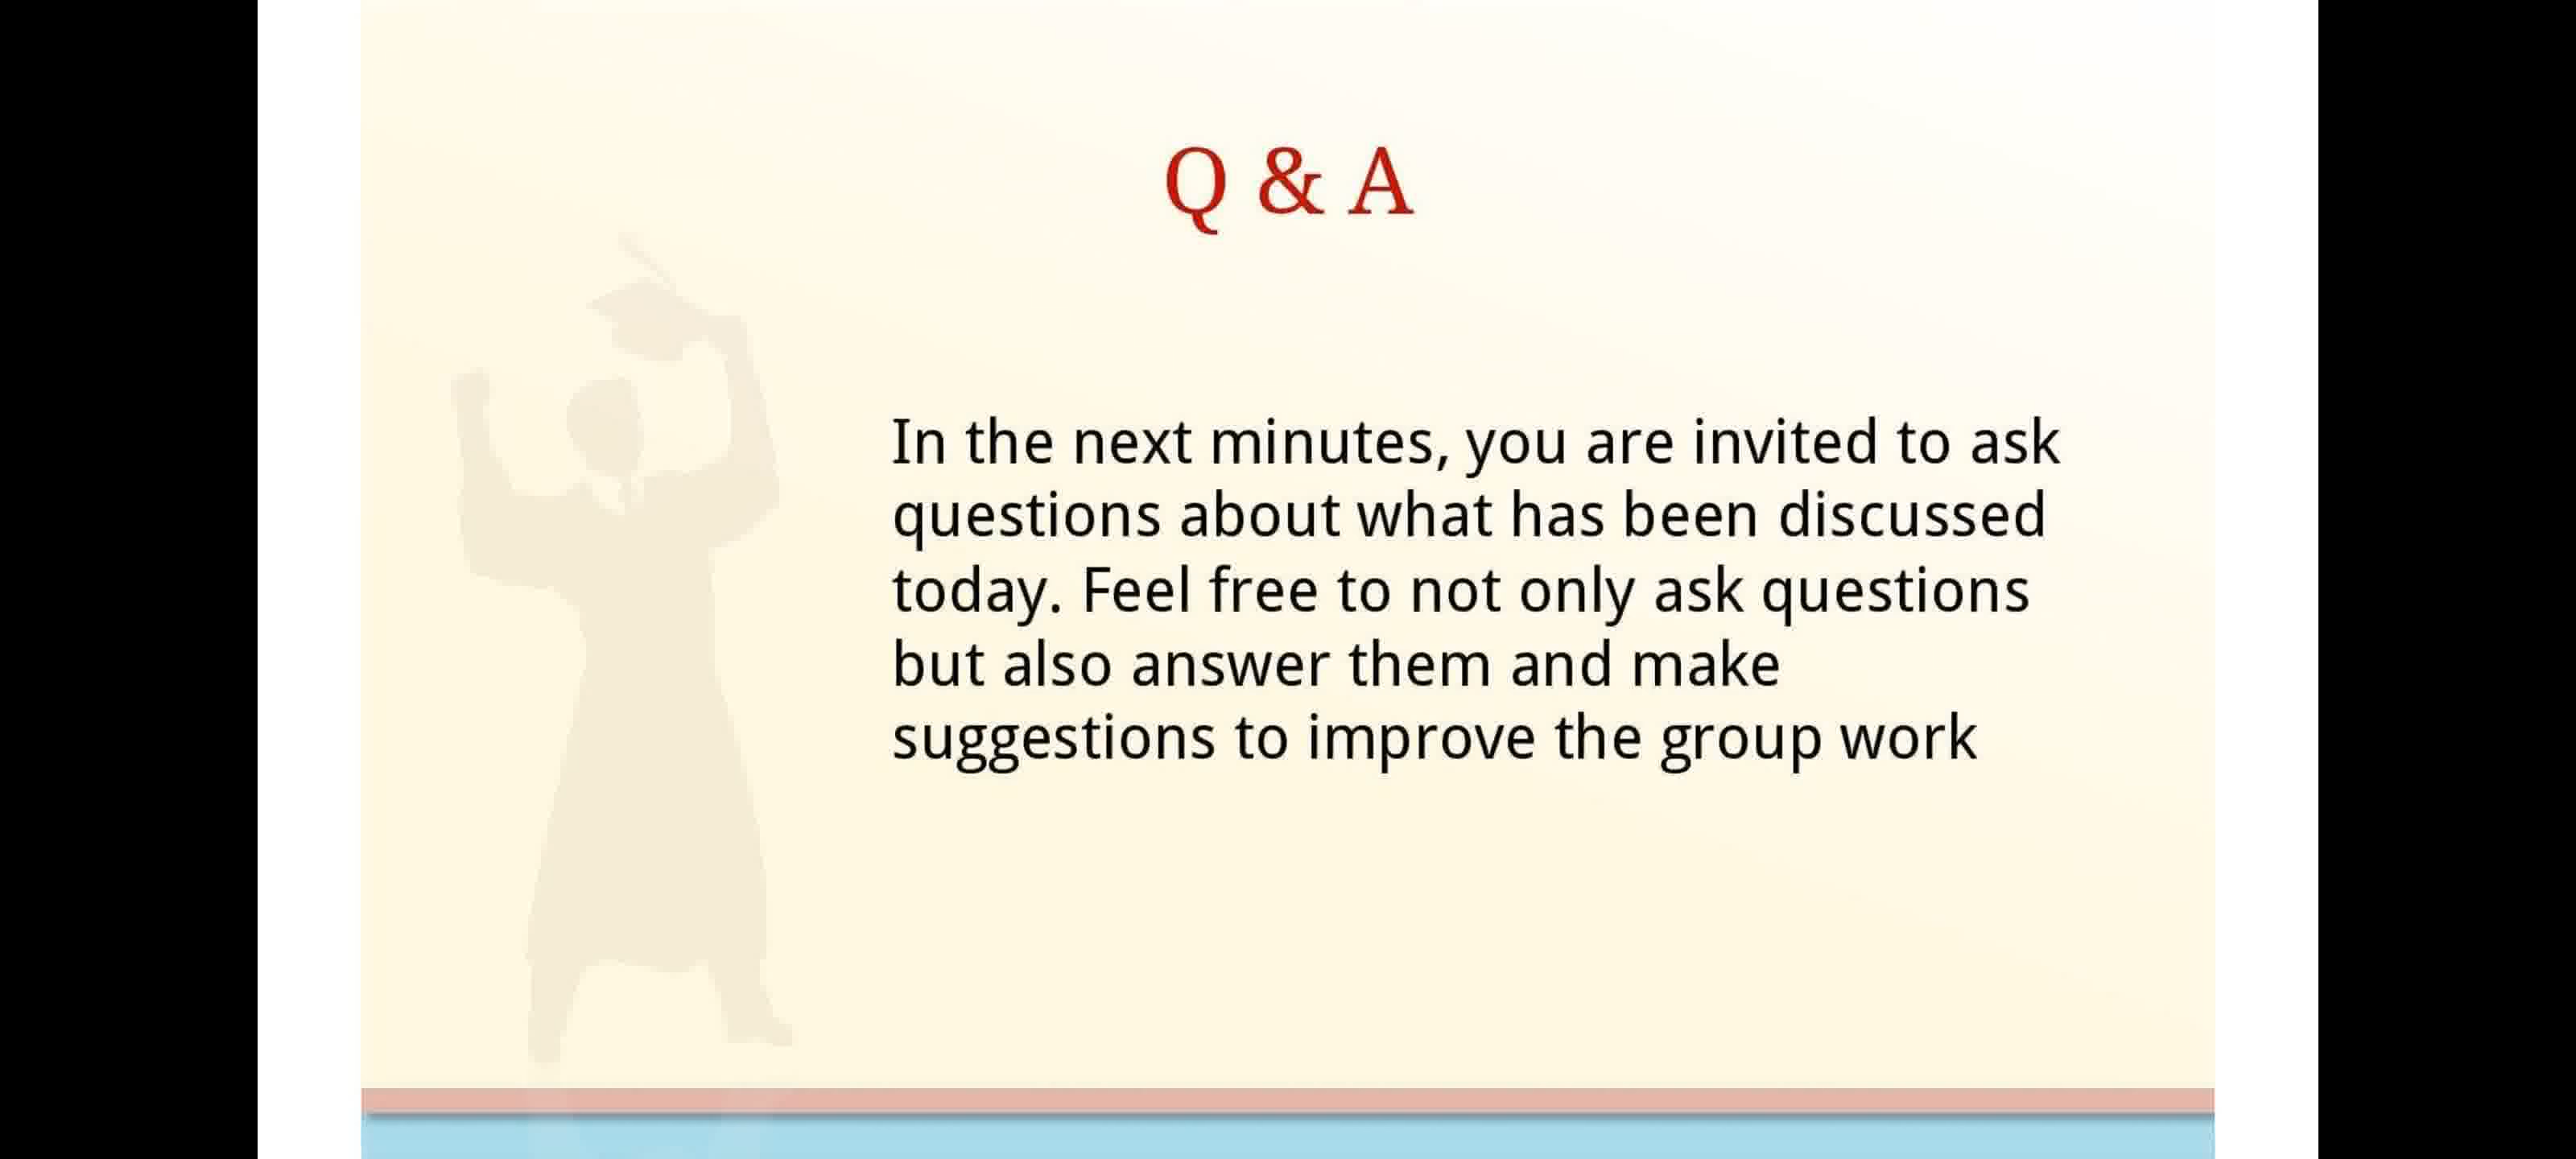 Q & A
In the next minutes, you are invited to ask
questions about what has been discussed
today. Feel free to not only ask questions
but also answer them and make
suggestions to improve the group work